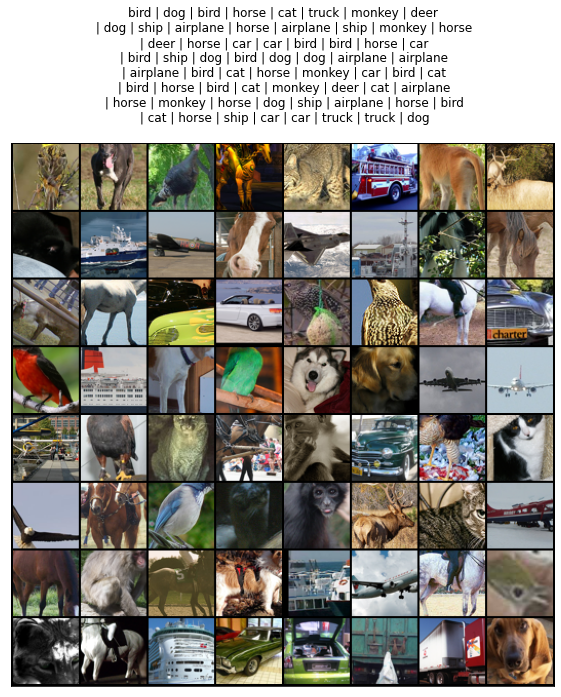 bird | dog | bird | horse | cat | truck | monkey | deer
| dog | ship | airplane | horse | airplane | ship | monkey | horse
| deer | horse | car | car | bird | bird | horse | car
| bird | ship | dog | bird | dog | dog | airplane | airplane
| airplane | bird | cat | horse | monkey | car | bird | cat
| bird | horse | bird | cat | monkey | deer | cat | airplane
| horse | monkey | horse | dog | ship | airplane | horse | bird
| cat | horse | ship | car | car | truck | truck | dog
charter